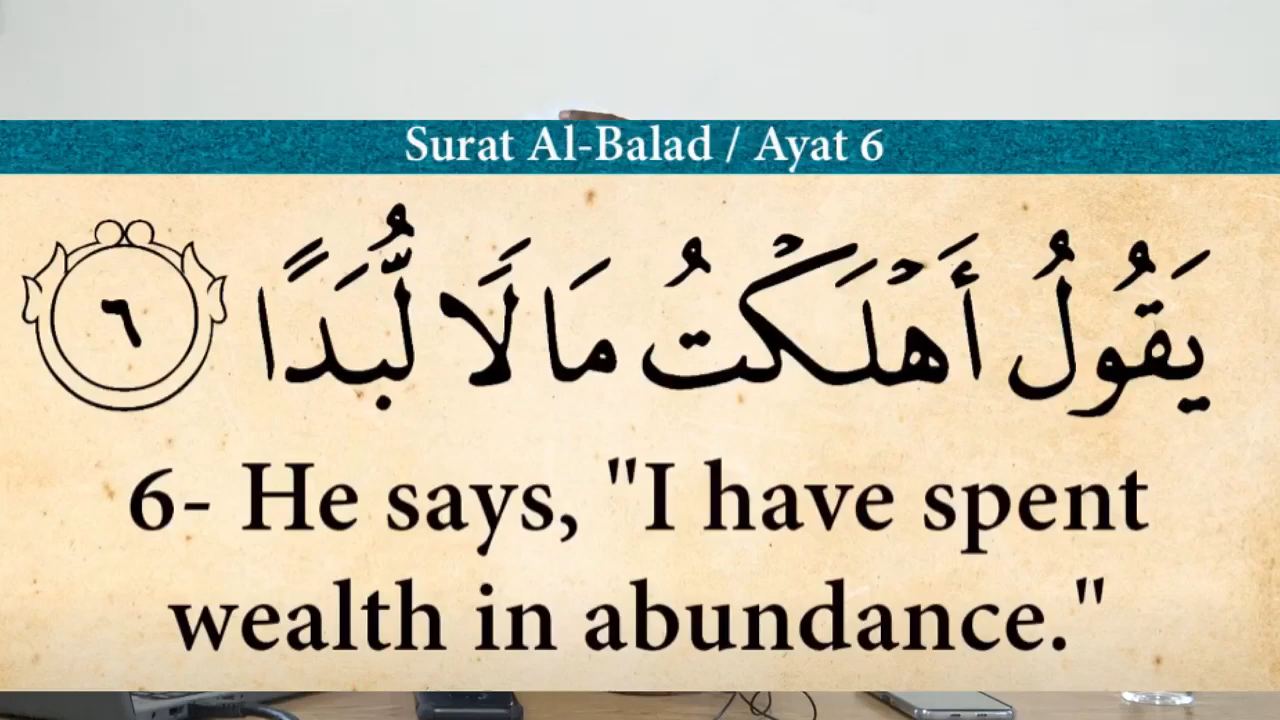 Surat Al-Balad / Ayat 6
يَقُولُ أَهْلَكْتُ مَالًا لُّبَدًا ٦
6- He says, "I have spent
wealth in abundance."